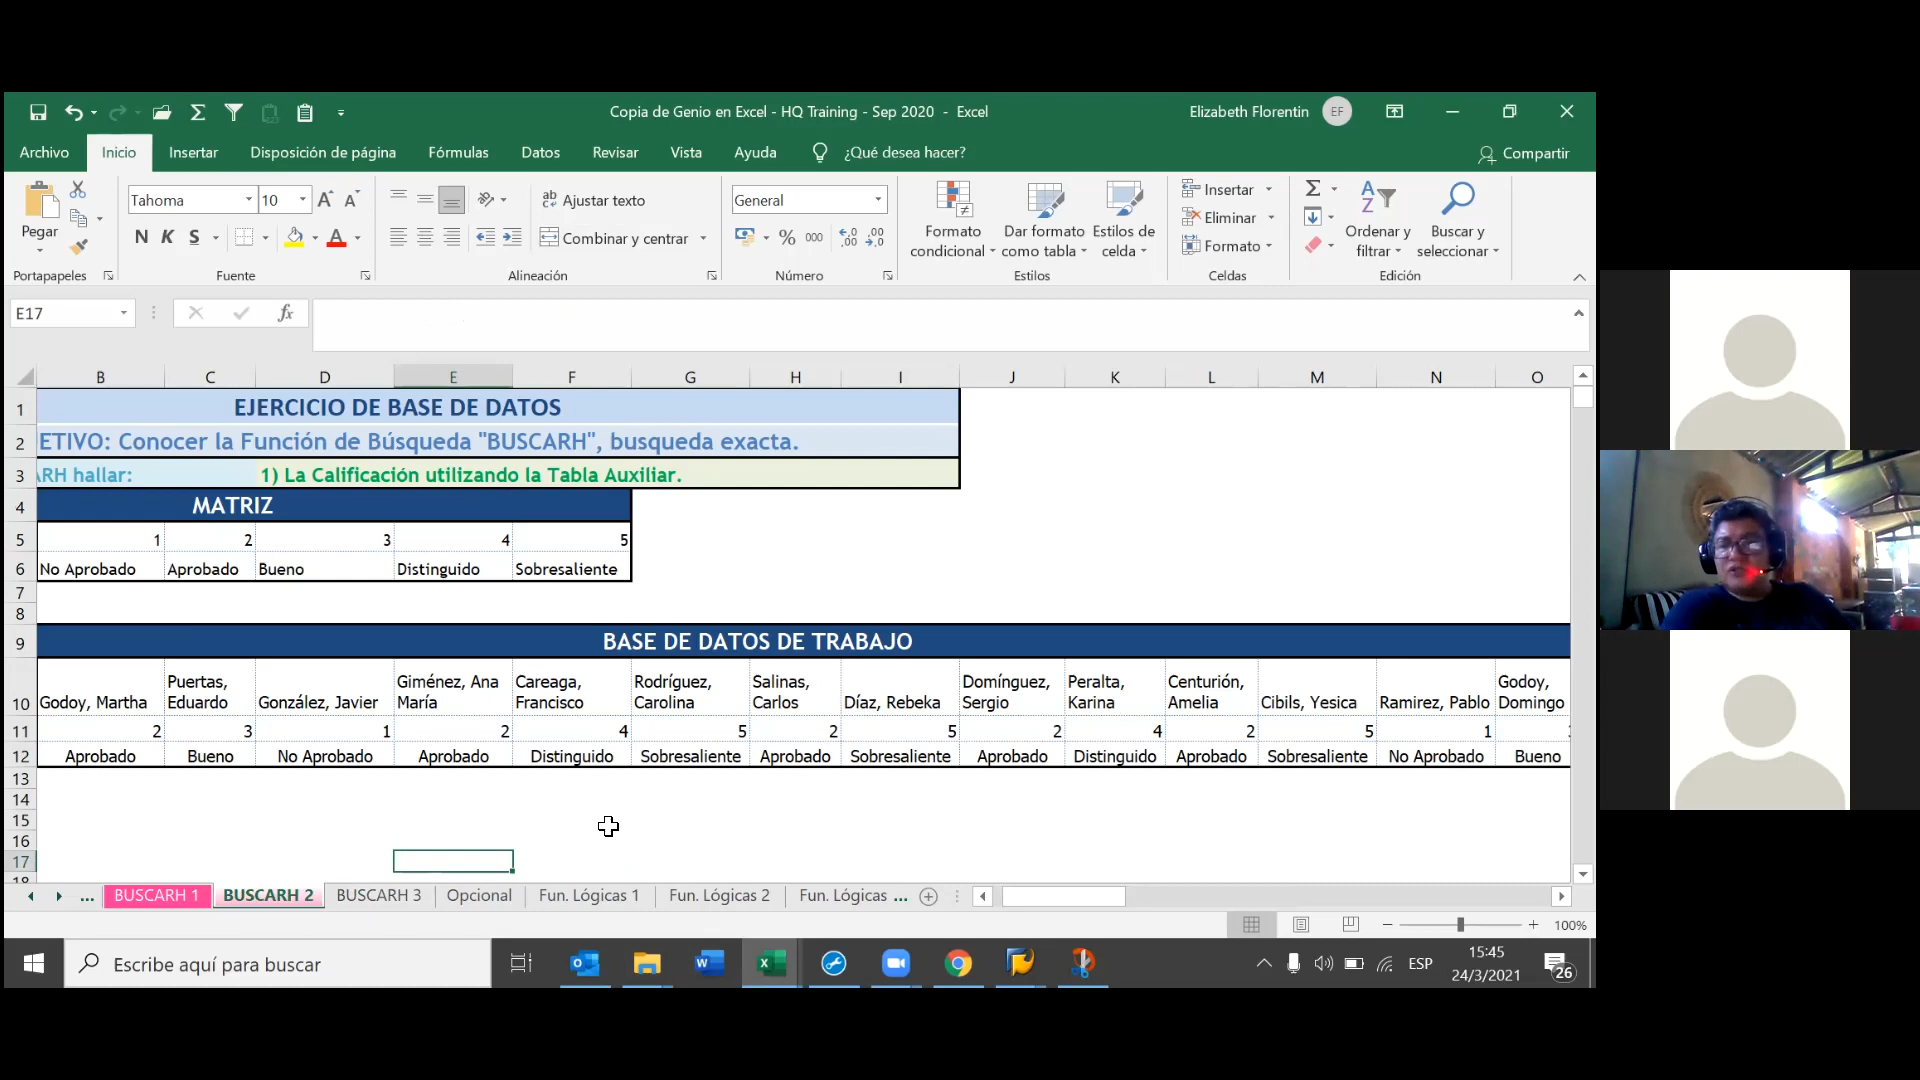 Copia de Genio en Excel - HQ Training - Sep 2020 - Excel
Elizabeth Florentin EF
Archivo Inicio Insertar Disposición de página Fórmulas Datos Revisar Vista Ayuda ¿Qué desea hacer? Compartir
Pegar
Portapapeles
Tahoma 10
N K S A
Fuente
Ajustar texto
Combinar y centrar
Alineación
General
% 000
Número
Formato condicional
Dar formato como tabla
Estilos de celda
Estilos
Insertar
Eliminar
Formato
Celdas
Ordenar y filtrar
Buscar y seleccionar
Edición
E17 fx
B C D E F G H I J K L M N O
1 EJERCICIO DE BASE DE DATOS
2 ETIVO: Conocer la Función de Búsqueda "BUSCARH", busqueda exacta.
3 ARH hallar: 1) La Calificación utilizando la Tabla Auxiliar.
4 MATRIZ
5 1 2 3 4 5
6 No Aprobado Aprobado Bueno Distinguido Sobresaliente
7
8
9 BASE DE DATOS DE TRABAJO
10 Godoy, Martha Puertas, Eduardo González, Javier Giménez, Ana María Careaga, Francisco Rodríguez, Carolina Salinas, Carlos Díaz, Rebeka Domínguez, Sergio Peralta, Karina Centurión, Amelia Cibils, Yesica Ramirez, Pablo Godoy, Domingo
11 2 3 1 2 4 5 2 5 2 4 2 5 1
12 Aprobado Bueno No Aprobado Aprobado Distinguido Sobresaliente Aprobado Sobresaliente Aprobado Distinguido Aprobado Sobresaliente No Aprobado Bueno
13
14
15
16
17
18
... BUSCARH 1 BUSCARH 2 BUSCARH 3 Opcional Fun. Lógicas 1 Fun. Lógicas 2 Fun. Lógicas ...
100%
Escribe aquí para buscar
ESP
15:45
24/3/2021
26